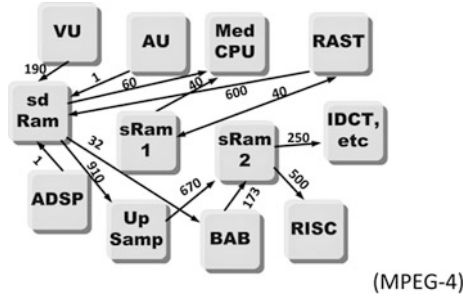 VU
AU
Med
CPU
RAST
190
1
60
40
600
40
sd
Ram
sRam
1
sRam
2
IDCT,
etc
32
250
1
910
670
173
500
ADSP
Up
Samp
BAB
RISC
(MPEG-4)